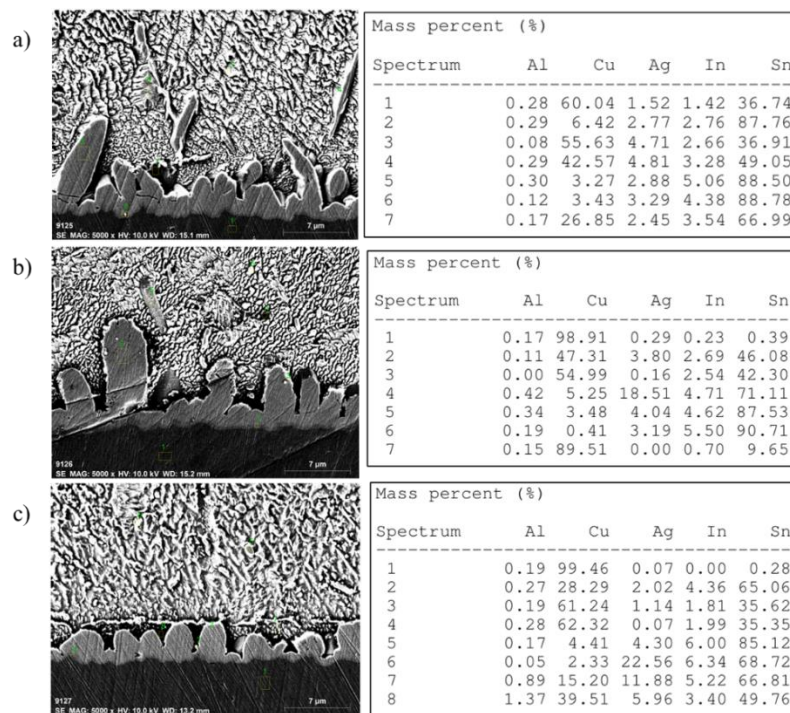 a)
Mass percent (%)
Spectrum Al Cu Ag In Sn
1 0.28 60.04 1.52 1.42 36.74
2 0.29 6.42 2.77 2.76 87.76
3 0.08 55.63 4.71 2.66 36.91
4 0.29 42.57 4.81 3.28 49.05
5 0.30 3.27 2.88 5.06 88.50
6 0.12 3.43 3.29 4.38 88.78
7 0.17 26.85 2.45 3.54 66.99
9125
SE MAG: 5000 x HV: 10.0 kV WD: 15.1 mm
7 µm
b)
Mass percent (%)
Spectrum Al Cu Ag In Sn
1 0.17 98.91 0.29 0.23 0.39
2 0.11 47.31 3.80 2.69 46.08
3 0.00 54.99 0.16 2.54 42.30
4 0.42 5.25 18.51 4.71 71.11
5 0.34 3.48 4.04 4.62 87.53
6 0.19 0.41 3.19 5.50 90.71
7 0.15 89.51 0.00 0.70 9.65
9126
SE MAG: 5000 x HV: 10.0 kV WD: 15.2 mm
7 µm
c)
Mass percent (%)
Spectrum Al Cu Ag In Sn
1 0.19 99.46 0.07 0.00 0.28
2 0.27 28.29 2.02 4.36 65.06
3 0.19 61.24 1.14 1.81 35.62
4 0.28 62.32 0.07 1.99 35.35
5 0.17 4.41 4.30 6.00 85.12
6 0.05 2.33 22.56 6.34 68.72
7 0.89 15.20 11.88 5.22 66.81
8 1.37 39.51 5.96 3.40 49.76
9127
SE MAG: 5000 x HV: 10.0 kV WD: 13.2 mm
7 µm